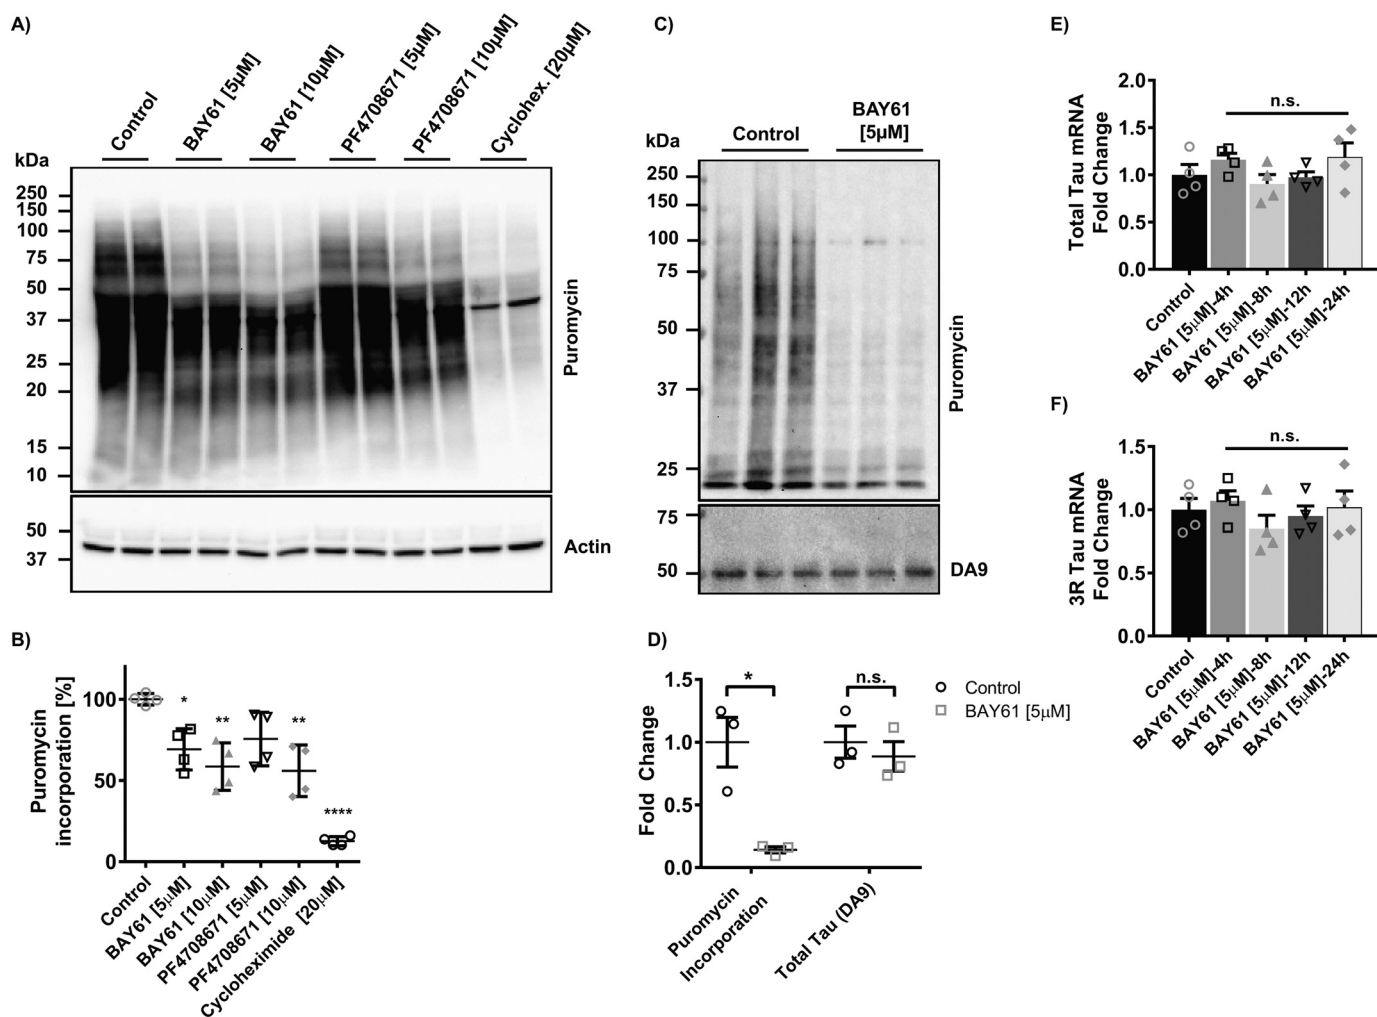 A)
Control
BAY61 [5µM]
BAY61 [10µM]
PF4708671 [5µM]
PF4708671 [10µM]
Cyclohex. [20µM]
kDa
250
150
100
75
50
37
25
20
15
10
Puromycin
50
37
Actin
B)
Puromycin
incorporation [%]
100
50
0
*
**
**
****
Control
BAY61 [5µM]
BAY61 [10µM]
PF4708671 [5µM]
PF4708671 [10µM]
Cycloheximide [20µM]
C)
kDa
Control
BAY61
[5µM]
250
150
100
75
50
37
25
Puromycin
75
50
DA9
D)
Fold Change
1.5
1.0
0.5
0.0
*
n.s.
Control
BAY61 [5µM]
Puromycin
Incorporation
Total Tau (DA9)
E)
Total Tau mRNA
Fold Change
2.0
1.5
1.0
0.5
0.0
n.s.
Control
BAY61 [5µM]-4h
BAY61 [5µM]-8h
BAY61 [5µM]-12h
BAY61 [5µM]-24h
F)
3R Tau mRNA
Fold Change
1.5
1.0
0.5
0.0
n.s.
Control
BAY61 [5µM]-4h
BAY61 [5µM]-8h
BAY61 [5µM]-12h
BAY61 [5µM]-24h